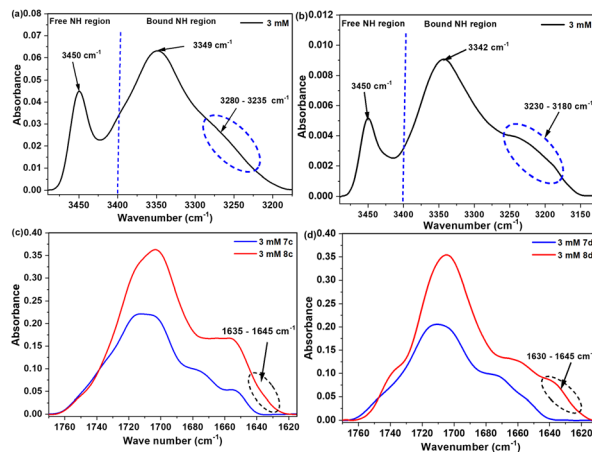 (a)
Free NH region
Bound NH region
3 mM
3450 cm⁻¹
3349 cm⁻¹
3280 - 3235 cm⁻¹
Absorbance
0.08
0.07
0.06
0.05
0.04
0.03
0.02
0.01
0.00
3450
3400
3350
3300
3250
3200
Wavenumber (cm⁻¹)
(b)
Free NH region
Bound NH region
3 mM
3450 cm⁻¹
3342 cm⁻¹
3230 - 3180 cm⁻¹
Absorbance
0.012
0.010
0.008
0.006
0.004
0.002
0.000
3450
3400
3350
3300
3250
3200
3150
Wavenumber (cm⁻¹)
(c)
3 mM 7c
3 mM 8c
1635 - 1645 cm⁻¹
Absorbance
0.40
0.35
0.30
0.25
0.20
0.15
0.10
0.05
0.00
1760
1740
1720
1700
1680
1660
1640
1620
Wave number (cm⁻¹)
(d)
3 mM 7d
3 mM 8d
1630 - 1645 cm⁻¹
Absorbance
0.40
0.35
0.30
0.25
0.20
0.15
0.10
0.05
0.00
1760
1740
1720
1700
1680
1660
1640
1620
Wavenumber (cm⁻¹)